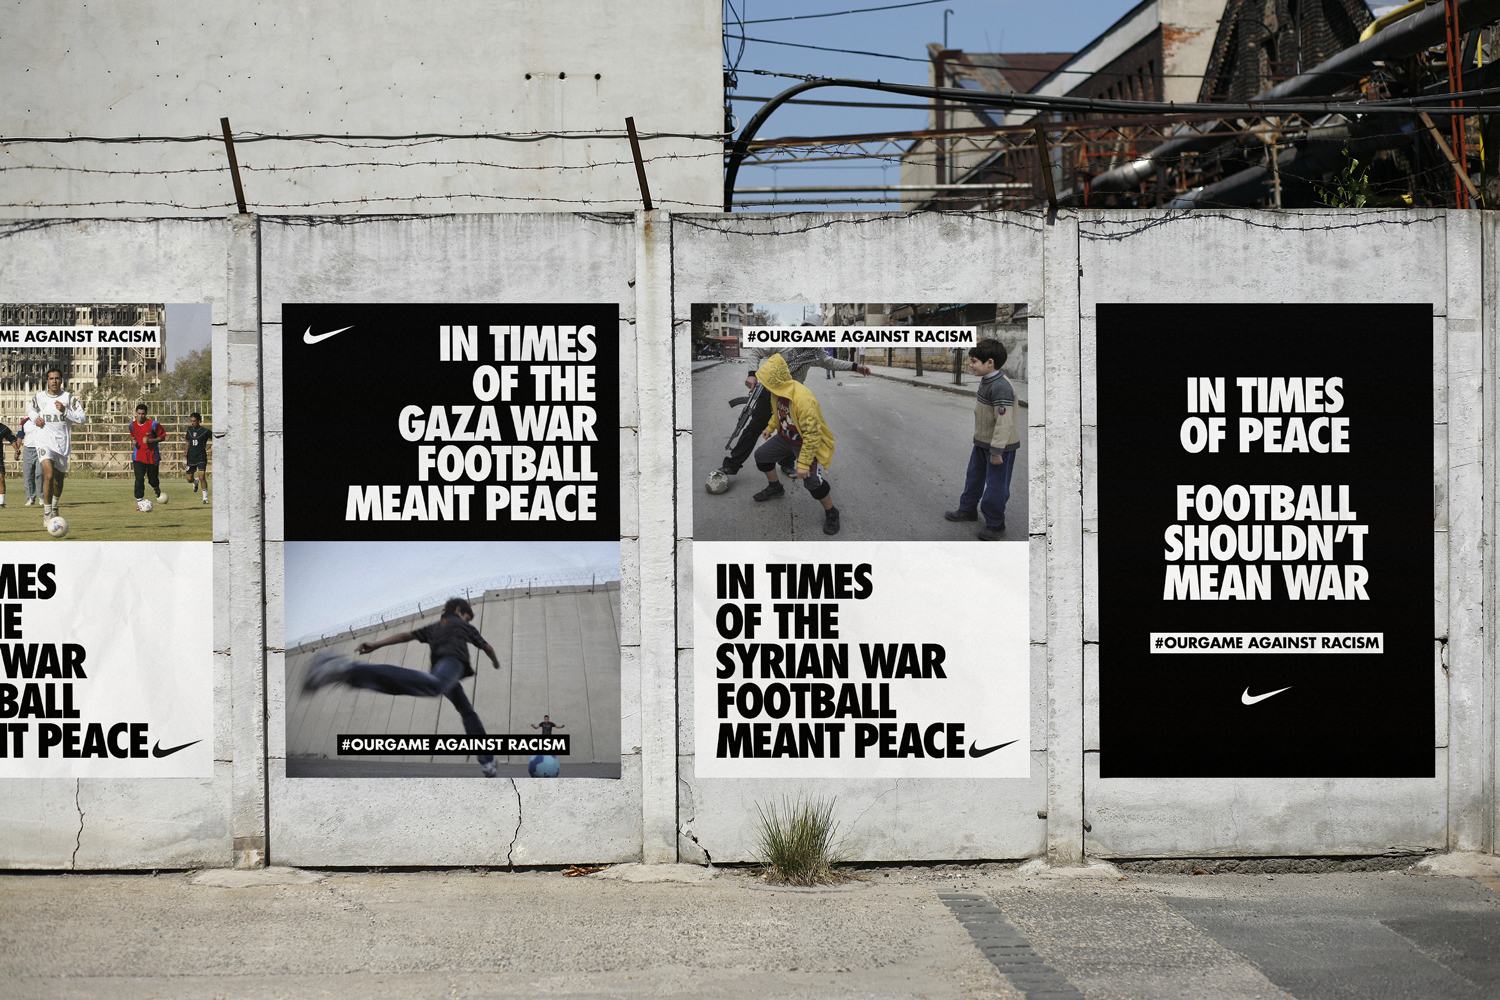 ME AGAINST RACISM
MES
E
WAR
BALL
T PEACE
IN TIMES
OF THE
GAZA WAR
FOOTBALL
MEANT PEACE
#OURGAME AGAINST RACISM
#OURGAME AGAINST RACISM
IN TIMES
OF THE
SYRIAN WAR
FOOTBALL
MEANT PEACE
IN TIMES
OF PEACE
FOOTBALL
SHOULDN'T
MEAN WAR
#OURGAME AGAINST RACISM